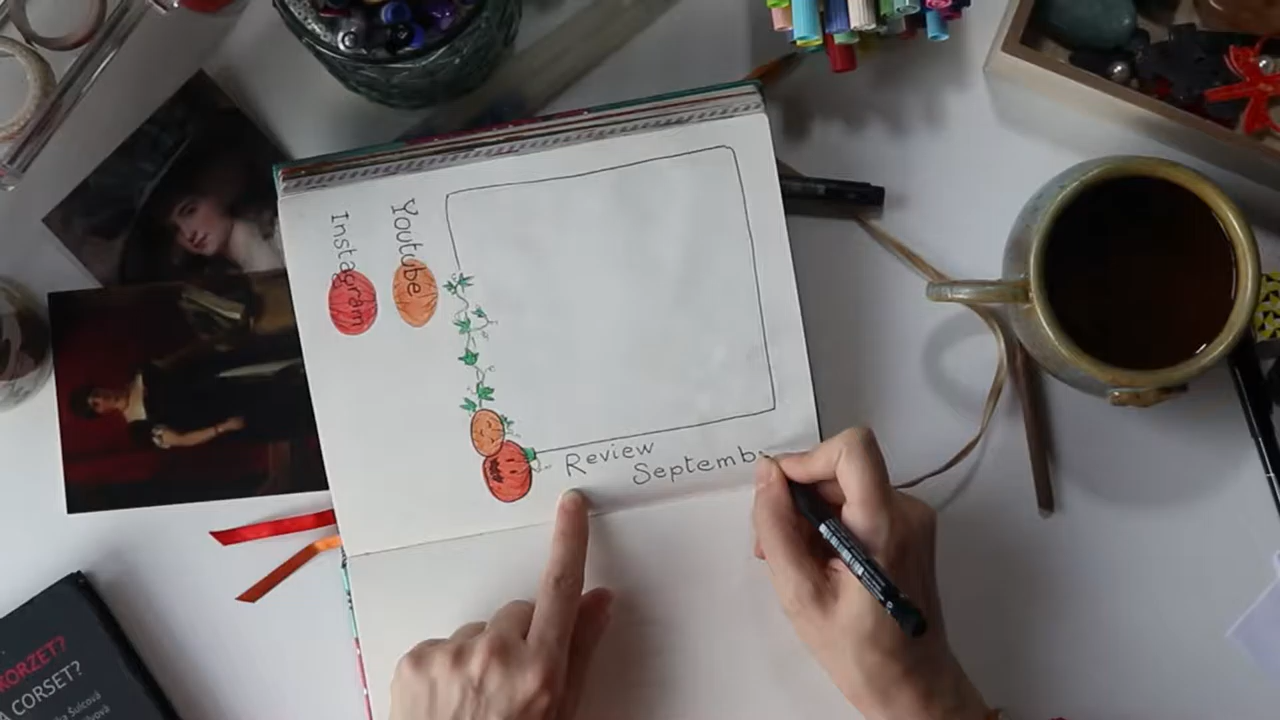 Instagram
Youtube
Review
Septemb
KORZET?
A CORSET?